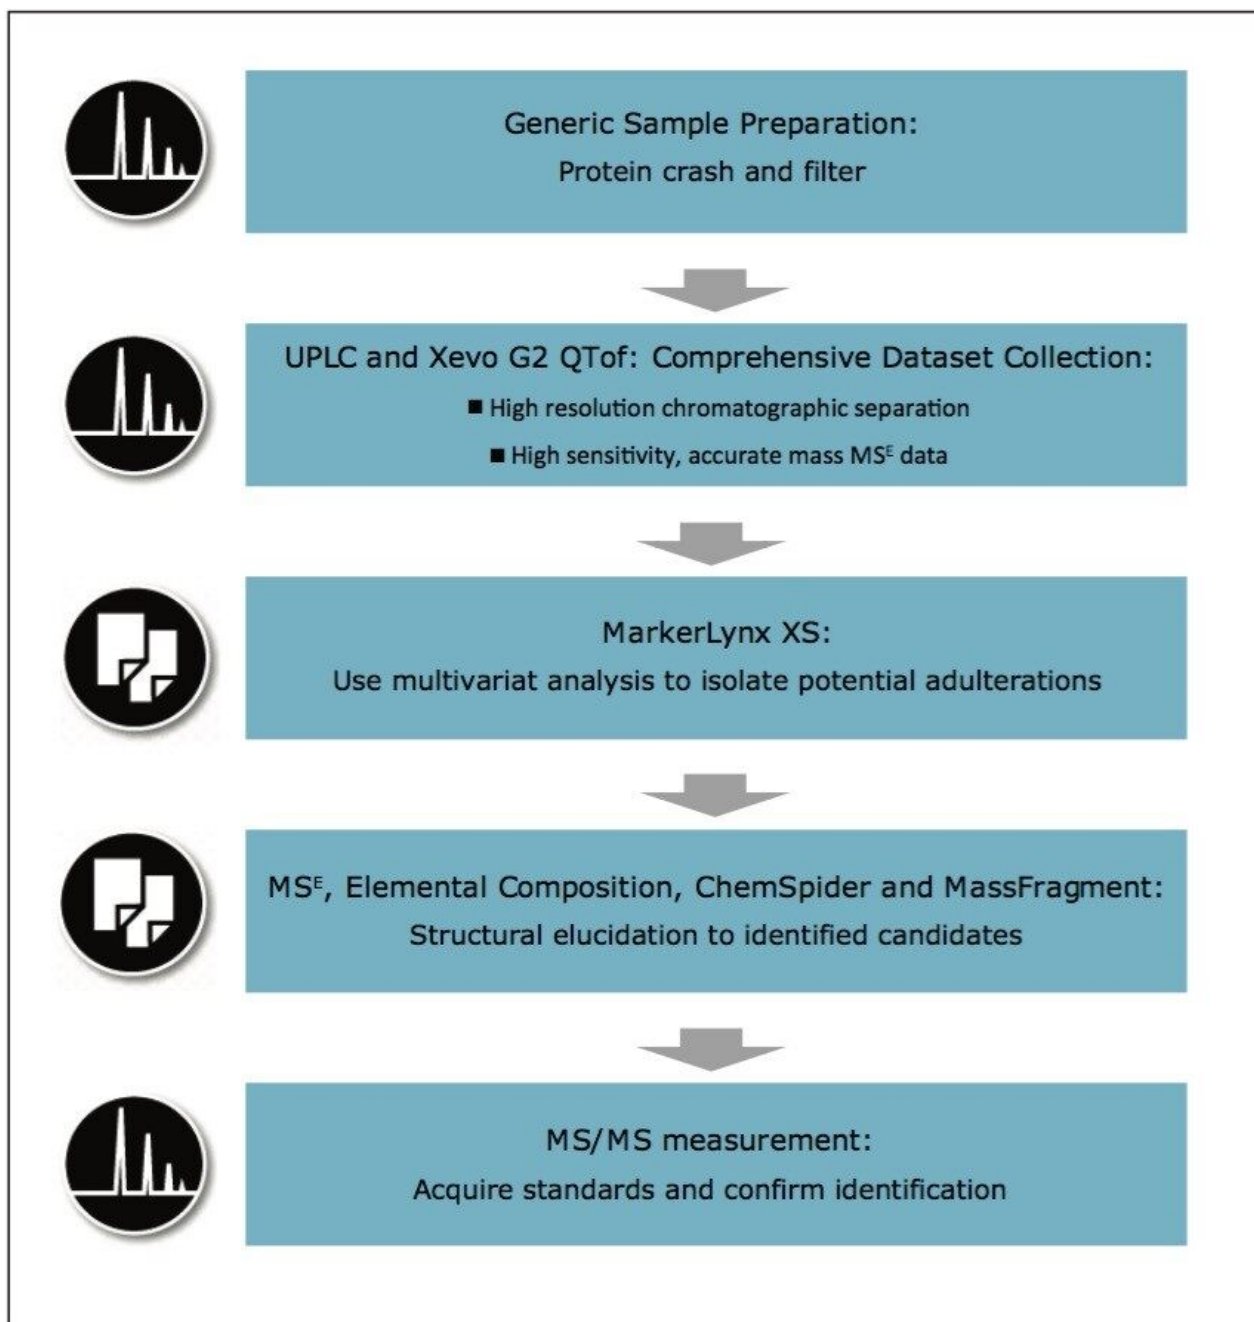 Generic Sample Preparation:
Protein crash and filter
UPLC and Xevo G2 QTof: Comprehensive Dataset Collection:
■ High resolution chromatographic separation
■ High sensitivity, accurate mass MSᴱ data
MarkerLynx XS:
Use multivariat analysis to isolate potential adulterations
MSᴱ, Elemental Composition, ChemSpider and MassFragment:
Structural elucidation to identified candidates
MS/MS measurement:
Acquire standards and confirm identification